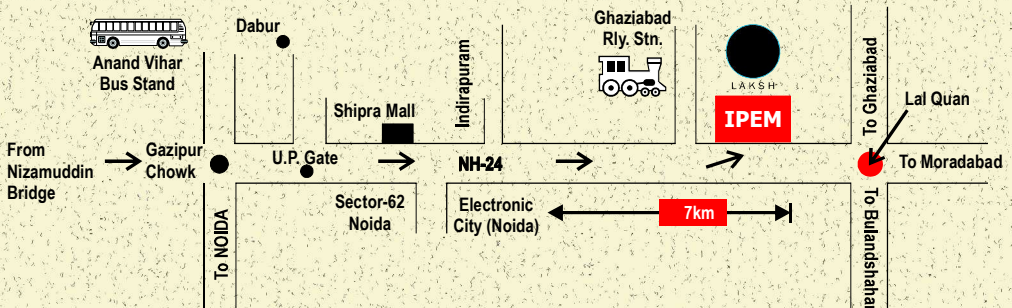 Anand Vihar
Bus Stand
Dabur
Shipra Mall
Indirapuram
Ghaziabad
Rly. Stn.
LAKSH
IPEM
To Ghaziabad
Lal Quan
From
Nizamuddin
Bridge
Gazipur
Chowk
U.P. Gate
NH-24
To Moradabad
To NOIDA
Sector-62
Noida
Electronic
City (Noida)
7km
To Bulandshahar